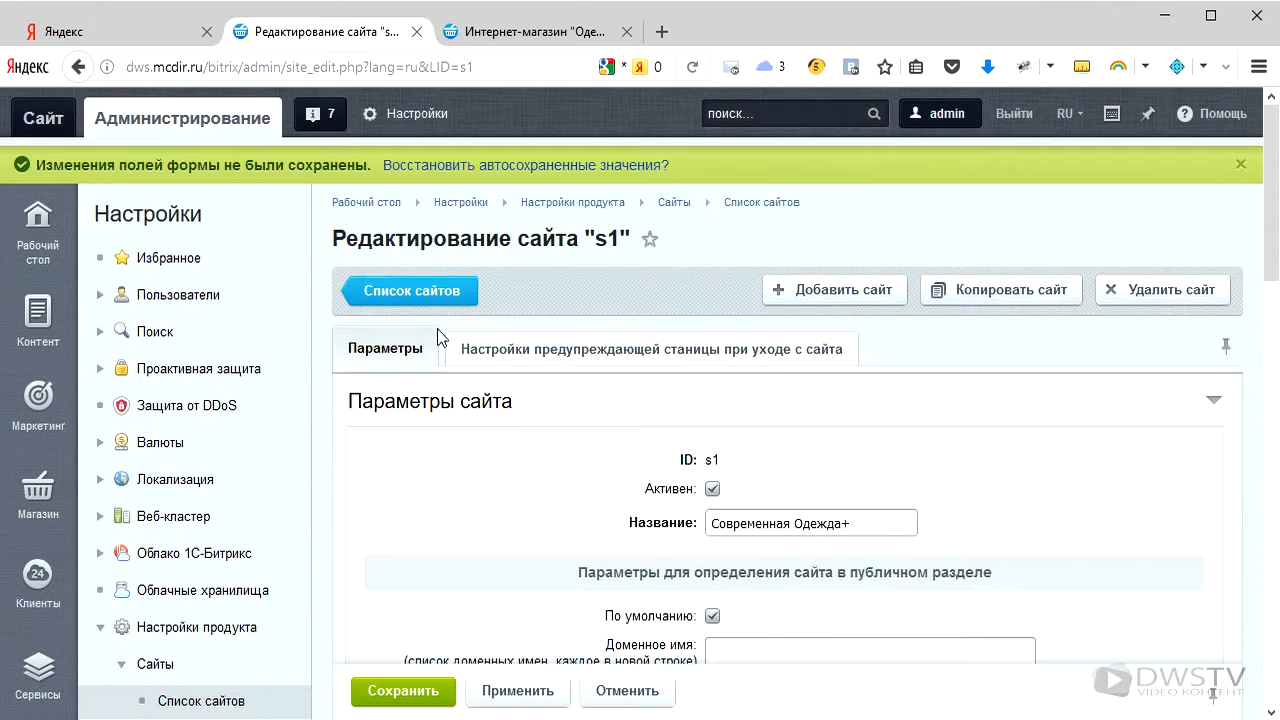 Яндекс
Редактирование сайта "s...
Интернет-магазин "Оде...
Яндекс
dws.mcdir.ru/bitrix/admin/site_edit.php?lang=ru&LID=s1
Я 0
3
Сайт
Администрирование
7
Настройки
поиск...
admin
Выйти
RU
Помощь
Изменения полей формы не были сохранены. Восстановить автосохраненные значения?
Рабочий стол
Контент
Маркетинг
Магазин
24
Клиенты
Сервисы
Настройки
Избранное
Пользователи
Поиск
Проактивная защита
Защита от DDoS
Валюты
Локализация
Веб-кластер
Облако 1С-Битрикс
Облачные хранилища
Настройки продукта
Сайты
Список сайтов
Рабочий стол Настройки Настройки продукта Сайты Список сайтов
Редактирование сайта "s1"
Список сайтов
Добавить сайт
Копировать сайт
Удалить сайт
Параметры
Настройки предупреждающей станицы при уходе с сайта
Параметры сайта
ID: s1
Активен:
Название: Современная Одежда+
Параметры для определения сайта в публичном разделе
По умолчанию:
Доменное имя:
(список доменных имен, каждое в новой строке)
Сохранить
Применить
Отменить
DWSTV
VIDEO КОНТЕНТ